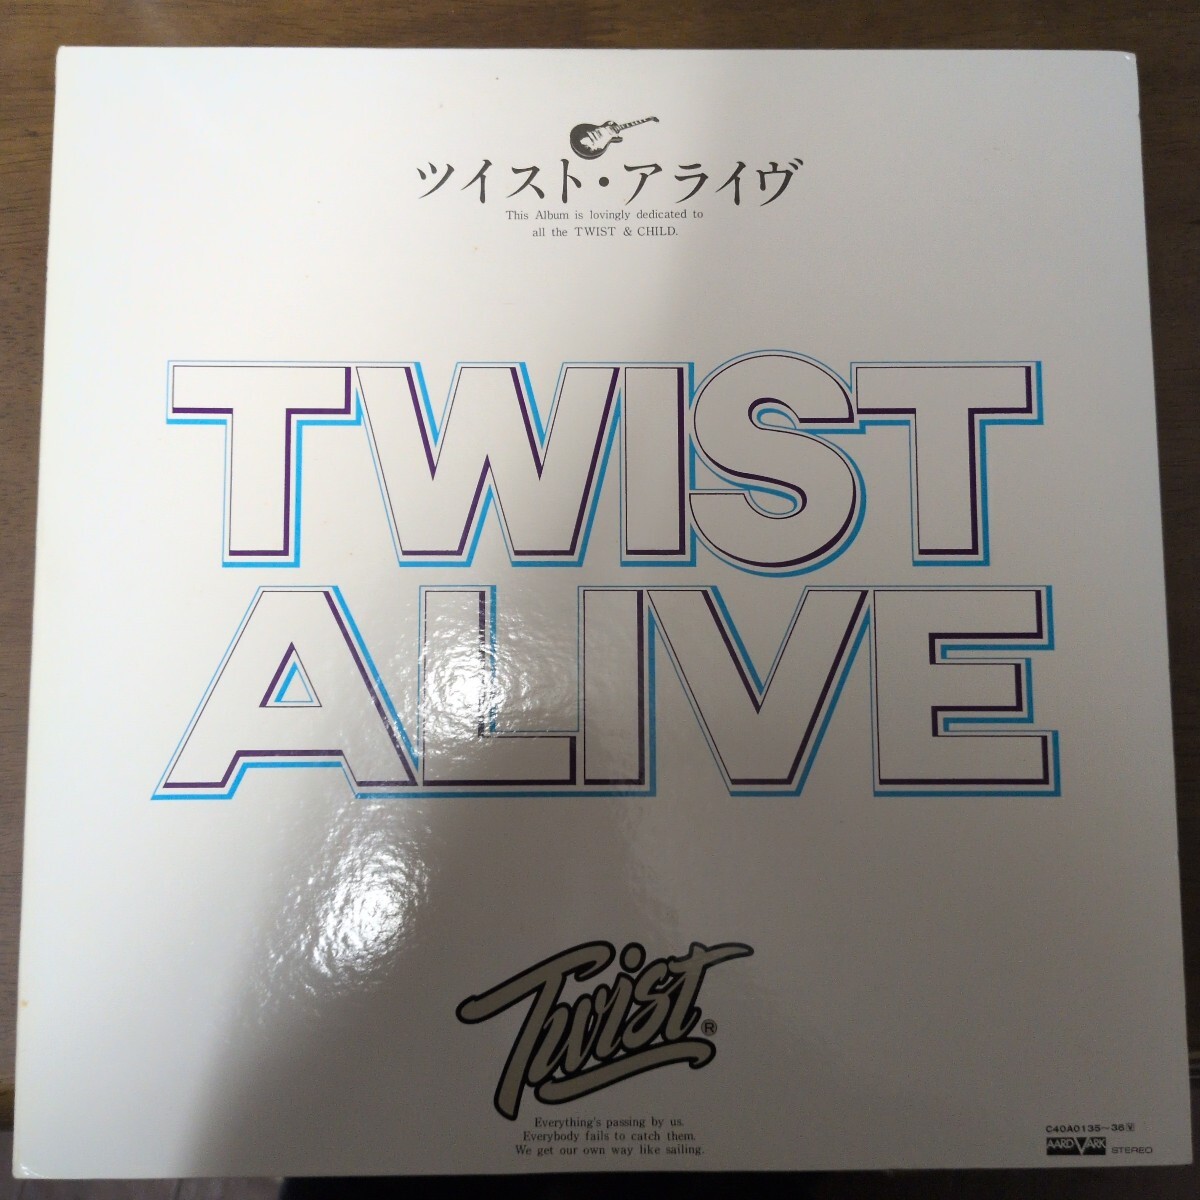 ツイスト・アライヴ
This Album is lovingly dedicated to
all the TWIST & CHILD.
TWIST
ALIVE
Twist®
Everything's passing by us.
Everybody fails to catch them.
We get our own way like sailing.
C40A0135~36
AARD VARK STEREO